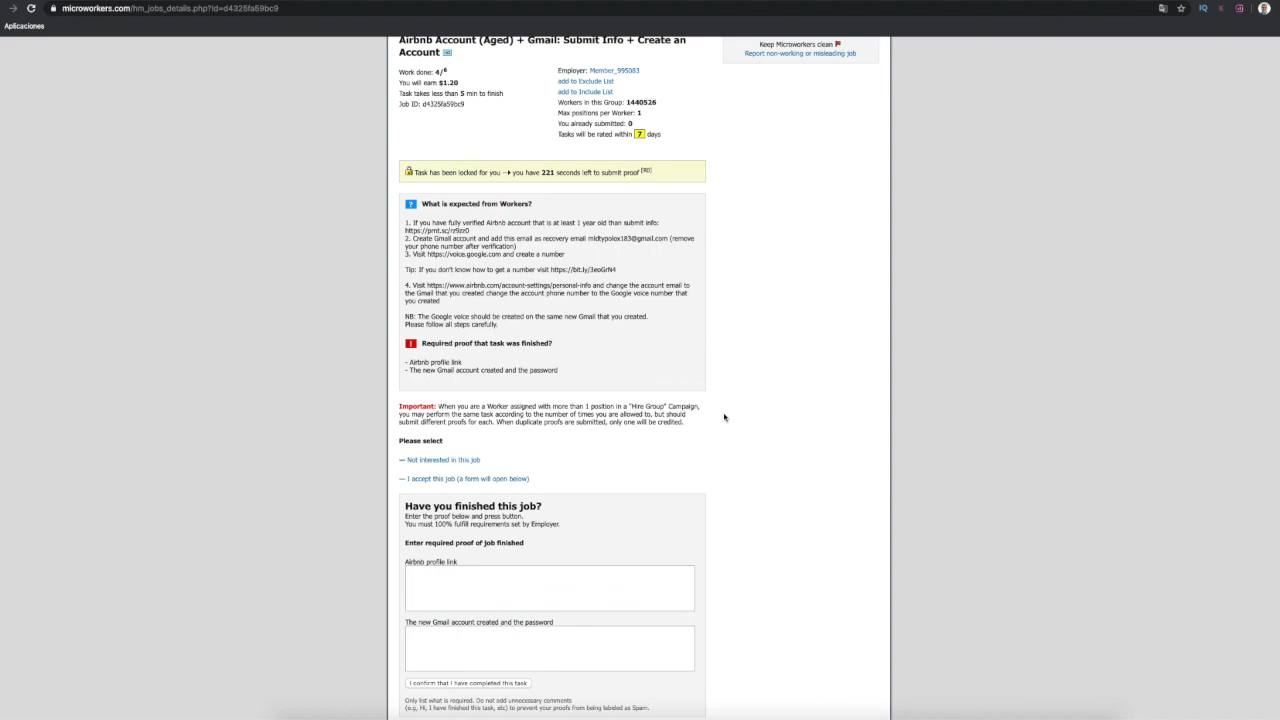 microworkers.com/hm_jobs_details.php?Id=d4325fa59bc9
Aplicaciones
Airbnb Account (Aged) + Gmail: Submit Info + Create an
Account
Work done: 4/6
You will earn $1.20
Task takes less than 5 min to finish
Job ID: d4325fa59bc9
Employer: Member_995083
add to Exclude List
add to Include List
Workers in this Group: 1440526
Max positions per Worker: 1
You already submitted: 0
Tasks will be rated within 7 days
Keep Microworkers clean
Report non-working or misleading job
Task has been locked for you → you have 221 seconds left to submit proof
? What is expected from Workers?
1. If you have fully verified Airbnb account that is at least 1 year old than submit info:
https://prnt.sc/rz9zz0
2. Create Gmail account and add this email as recovery email mldtypolox183@gmail.com (remove
your phone number after verification)
3. Visit https://voice.google.com and create a number
Tip: If you don't know how to get a number visit https://bit.ly/3eoGrN4
4. Visit https://www.airbnb.com/account-settings/personal-info and change the account email to
the Gmail that you created change the account phone number to the Google voice number that
you created
NB: The Google voice should be created on the same new Gmail that you created.
Please follow all steps carefully.
! Required proof that task was finished?
- Airbnb profile link
- The new Gmail account created and the password
Important: When you are a Worker assigned with more than 1 position in a "Hire Group" Campaign,
you may perform the same task according to the number of times you are allowed to, but should
submit different proofs for each. When duplicate proofs are submitted, only one will be credited.
Please select
— Not interested in this job
— I accept this job (a form will open below)
Have you finished this job?
Enter the proof below and press button.
You must 100% fulfill requirements set by Employer.
Enter required proof of job finished
Airbnb profile link
The new Gmail account created and the password
I confirm that I have completed this task
Only list what is required. Do not add unnecessary comments
(e.g, Hi, I have finished this task, etc) to prevent your proofs from being labeled as Spam.